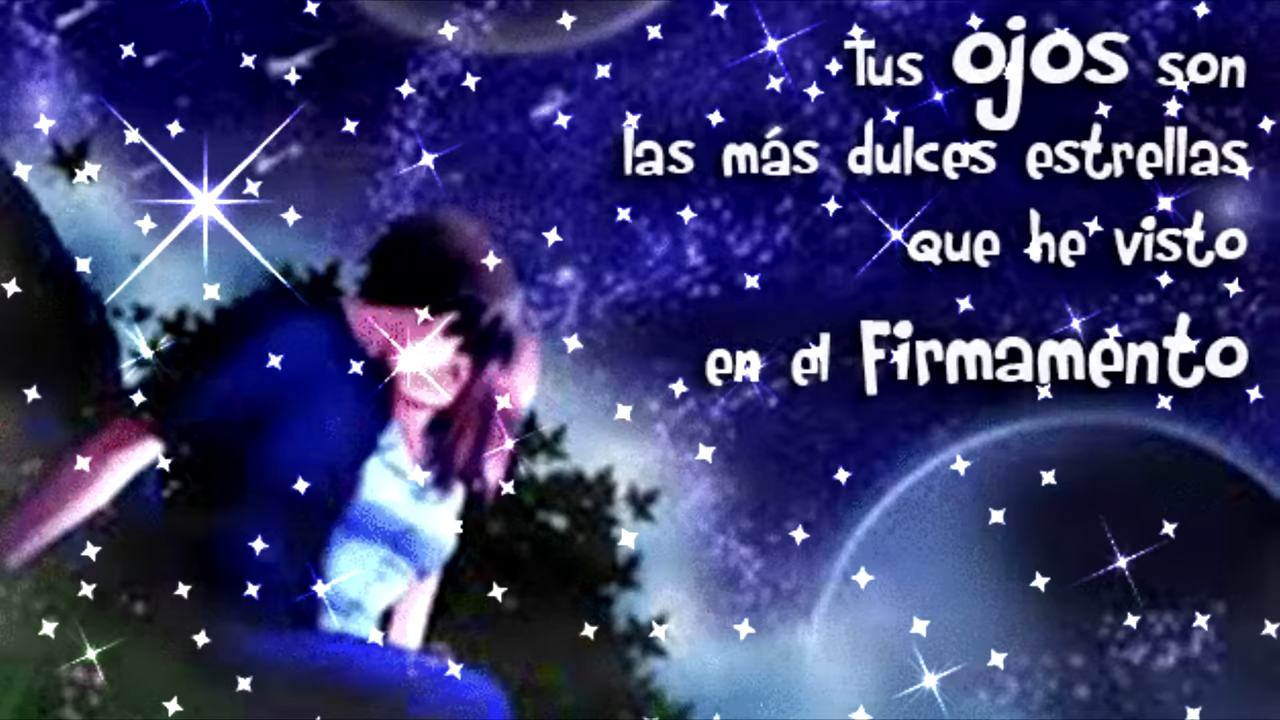 Tus ojos son
las más dulces estrellas
que he visto
en el Firmamento